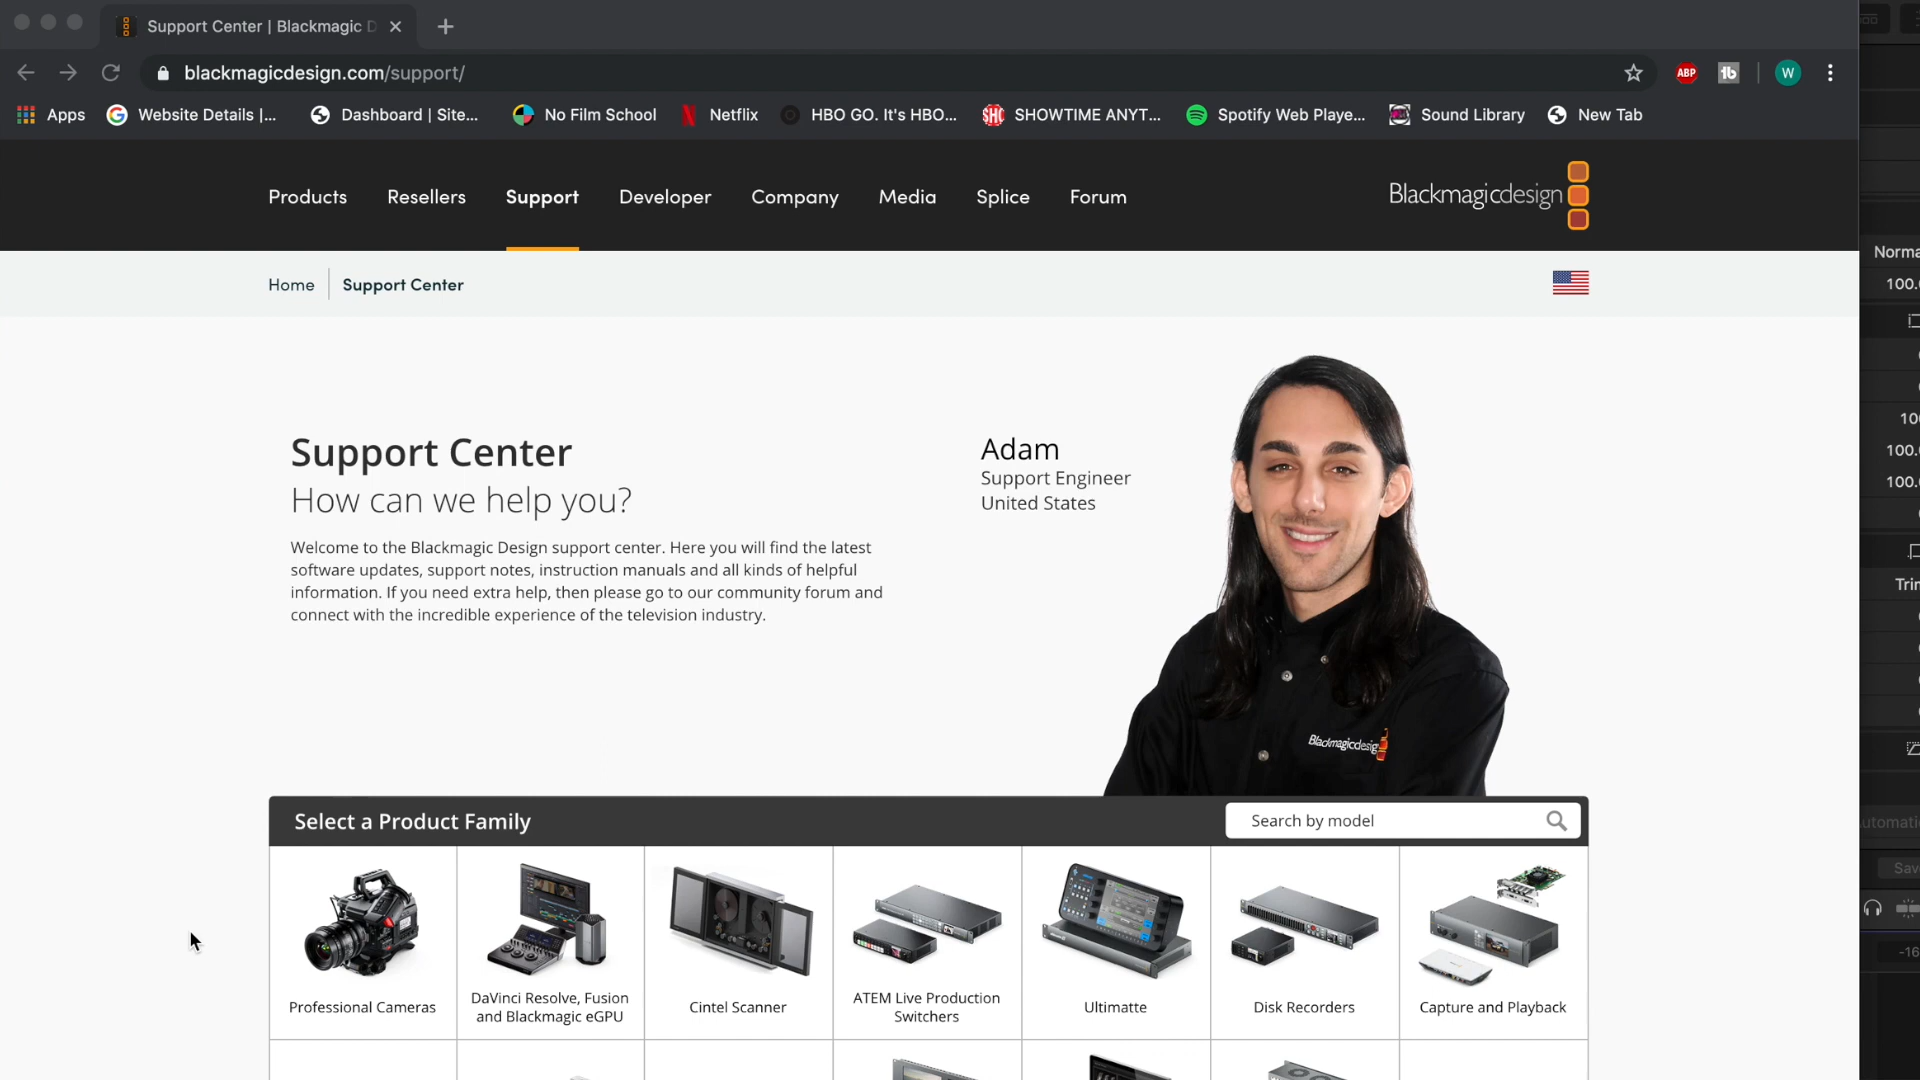 Support Center | Blackmagic D
blackmagicdesign.com/support/
ABP
tb
W
Apps
Website Details |...
Dashboard | Site...
No Film School
Netflix
HBO GO. It's HBO...
SHO
SHOWTIME ANYT...
Spotify Web Playe...
Sound Library
New Tab
Products
Resellers
Support
Developer
Company
Media
Splice
Forum
Blackmagicdesign
Home
Support Center
Support Center
How can we help you?
Welcome to the Blackmagic Design support center. Here you will find the latest
software updates, support notes, instruction manuals and all kinds of helpful
information. If you need extra help, then please go to our community forum and
connect with the incredible experience of the television industry.
Adam
Support Engineer
United States
Blackmagicdesign
Select a Product Family
Search by model
Professional Cameras
DaVinci Resolve, Fusion
and Blackmagic eGPU
Cintel Scanner
ATEM Live Production
Switchers
Ultimatte
Disk Recorders
Capture and Playback
Norma
100.
10
100.
100.
Trin
utomati
Sav
-16